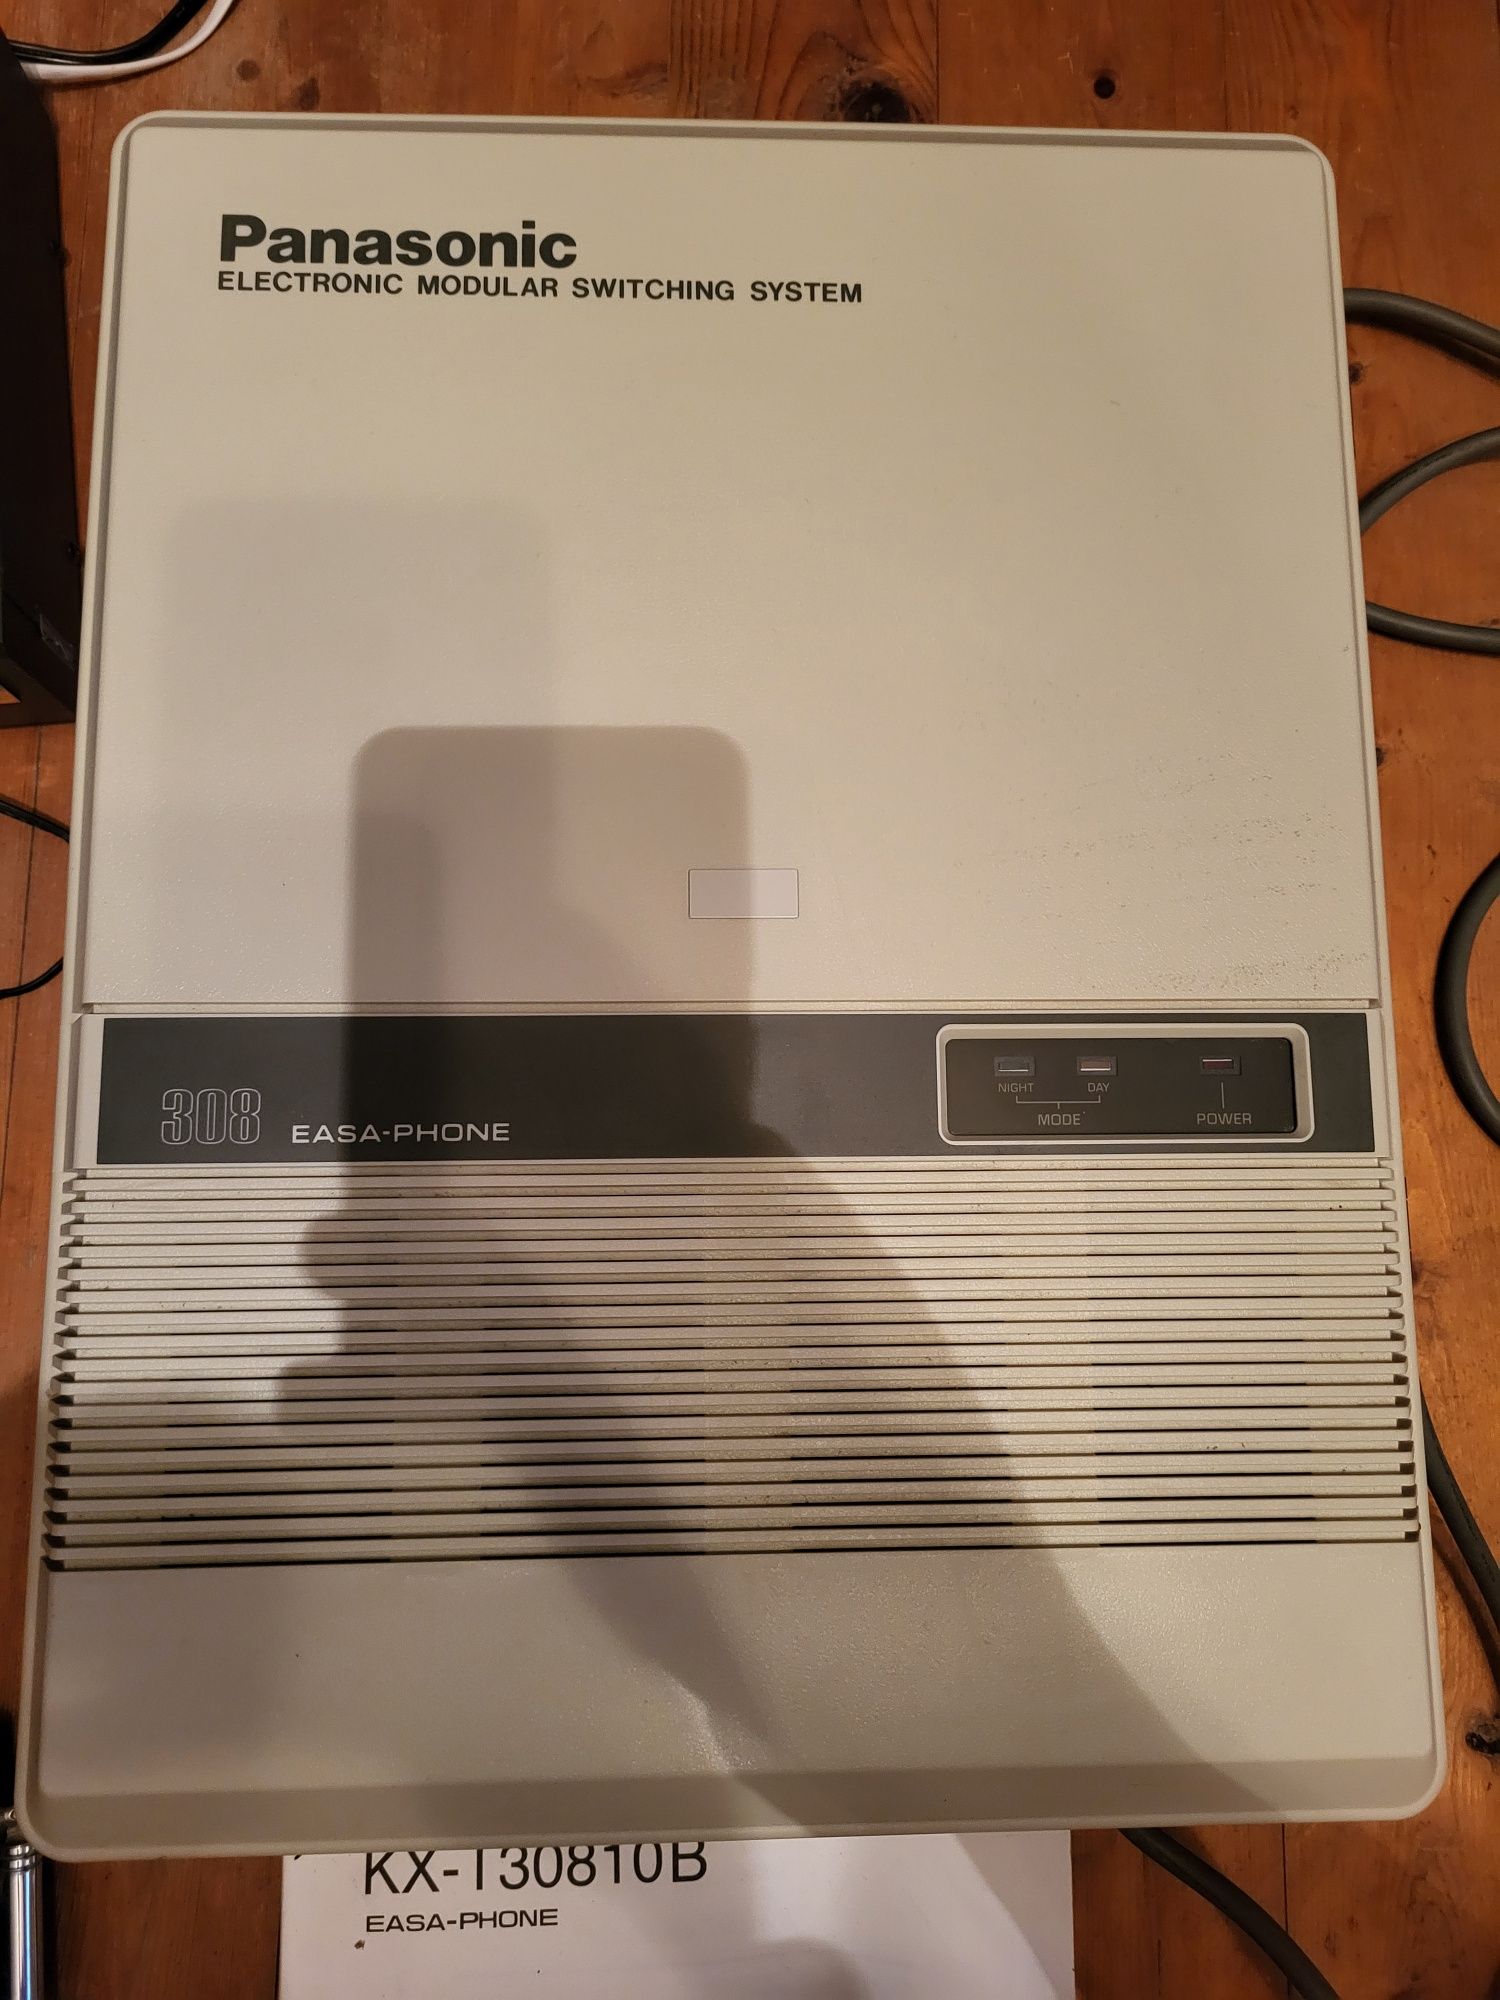 Panasonic
ELECTRONIC MODULAR SWITCHING SYSTEM
308 EASA-PHONE
NIGHT DAY
MODE POWER
KX-T30810B
EASA-PHONE